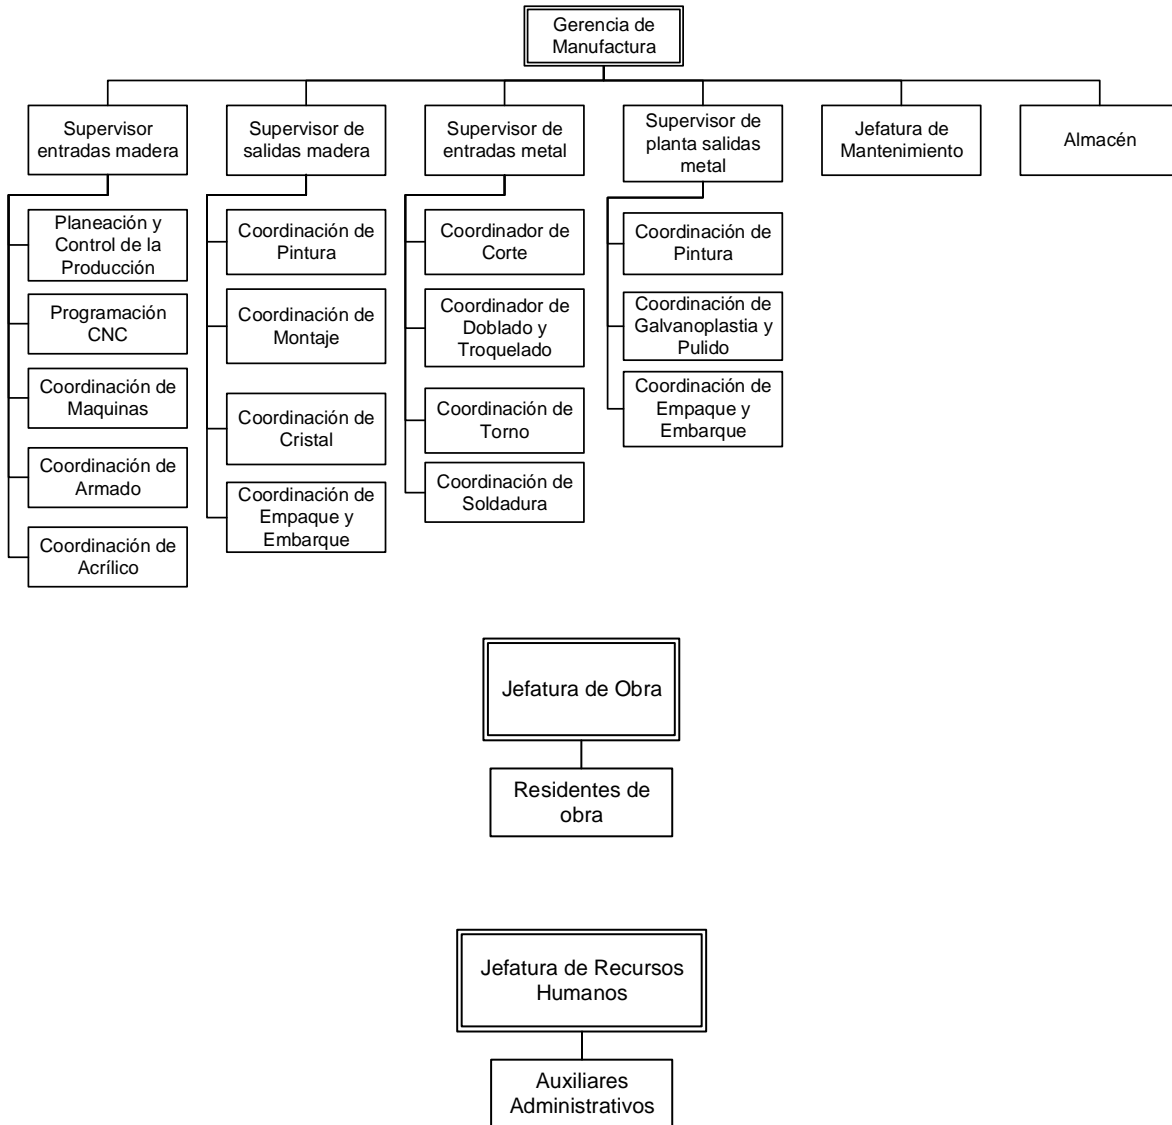 Gerencia de
Manufactura
Supervisor
entradas madera
Supervisor de
salidas madera
Supervisor de
entradas metal
Supervisor de
planta salidas
metal
Jefatura de
Mantenimiento
Almacén
Planeación y
Control de la
Producción
Programación
CNC
Coordinación de
Maquinas
Coordinación de
Armado
Coordinación de
Acrílico
Coordinación de
Pintura
Coordinación de
Montaje
Coordinación de
Cristal
Coordinación de
Empaque y
Embarque
Coordinador de
Corte
Coordinador de
Doblado y
Troquelado
Coordinación de
Torno
Coordinación de
Soldadura
Coordinación de
Pintura
Coordinación de
Galvanoplastia y
Pulido
Coordinación de
Empaque y
Embarque
Jefatura de Obra
Residentes de
obra
Jefatura de Recursos
Humanos
Auxiliares
Administrativos